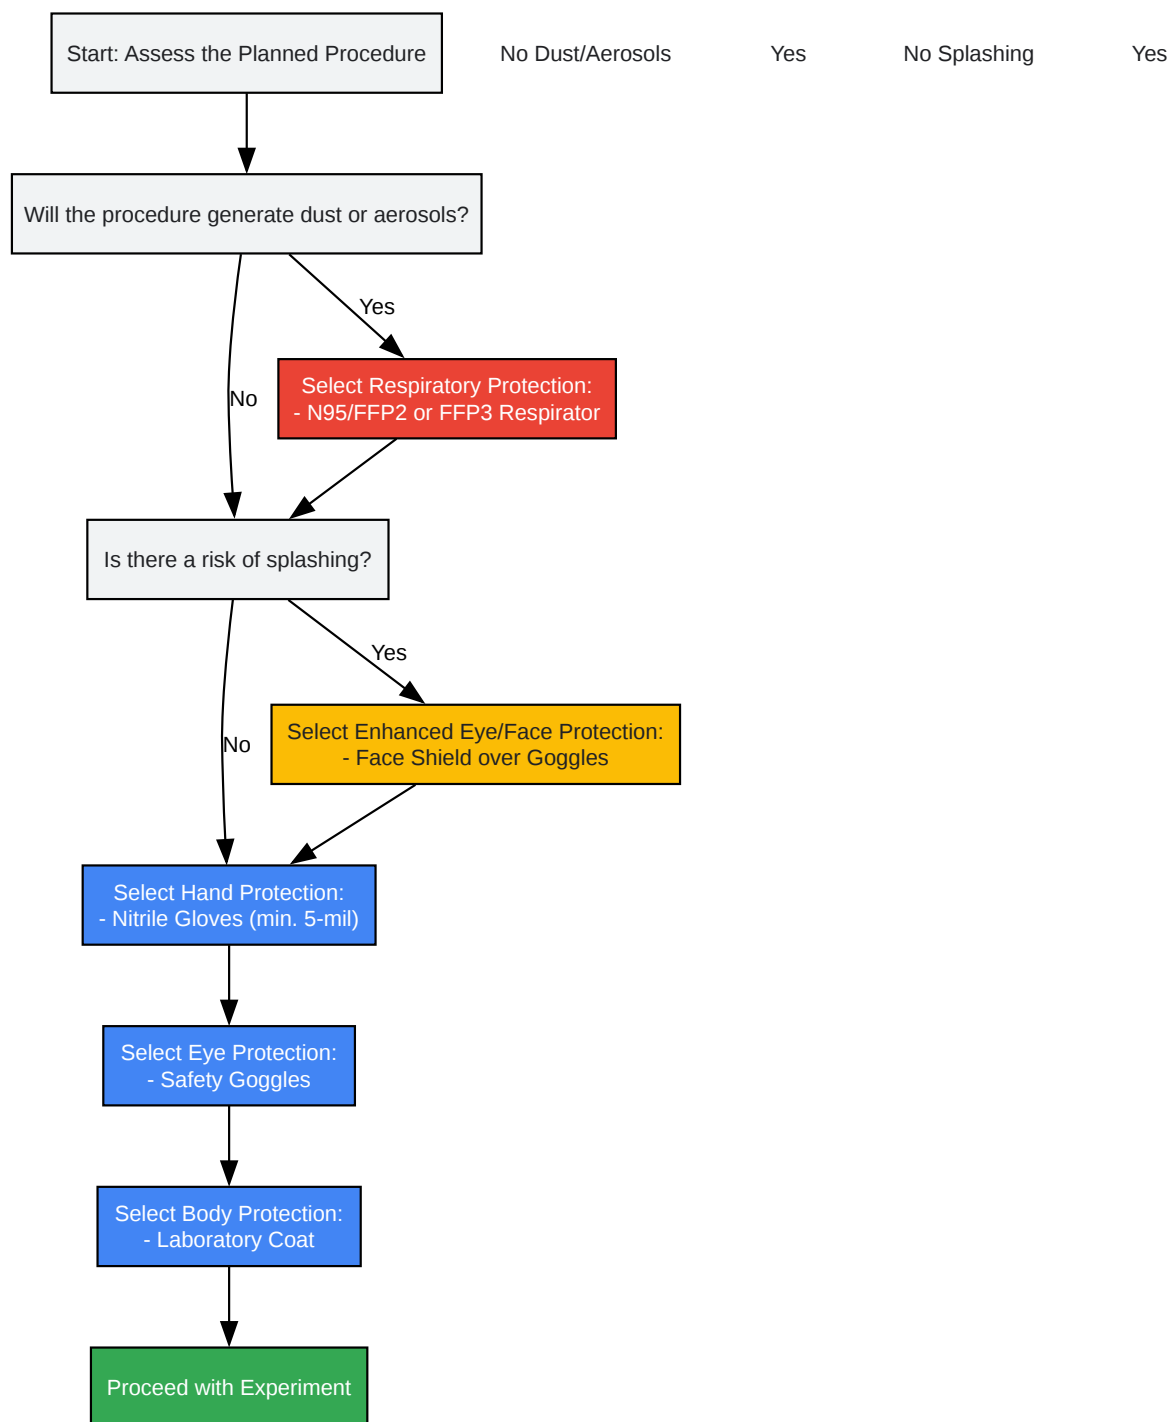 Start: Assess the Planned Procedure
No Dust/Aerosols
Yes
No Splashing
Yes
Will the procedure generate dust or aerosols?
Yes
Select Respiratory Protection:
- N95/FFP2 or FFP3 Respirator
No
Is there a risk of splashing?
Yes
Select Enhanced Eye/Face Protection:
- Face Shield over Goggles
No
Select Hand Protection:
- Nitrile Gloves (min. 5-mil)
Select Eye Protection:
- Safety Goggles
Select Body Protection:
- Laboratory Coat
Proceed with Experiment